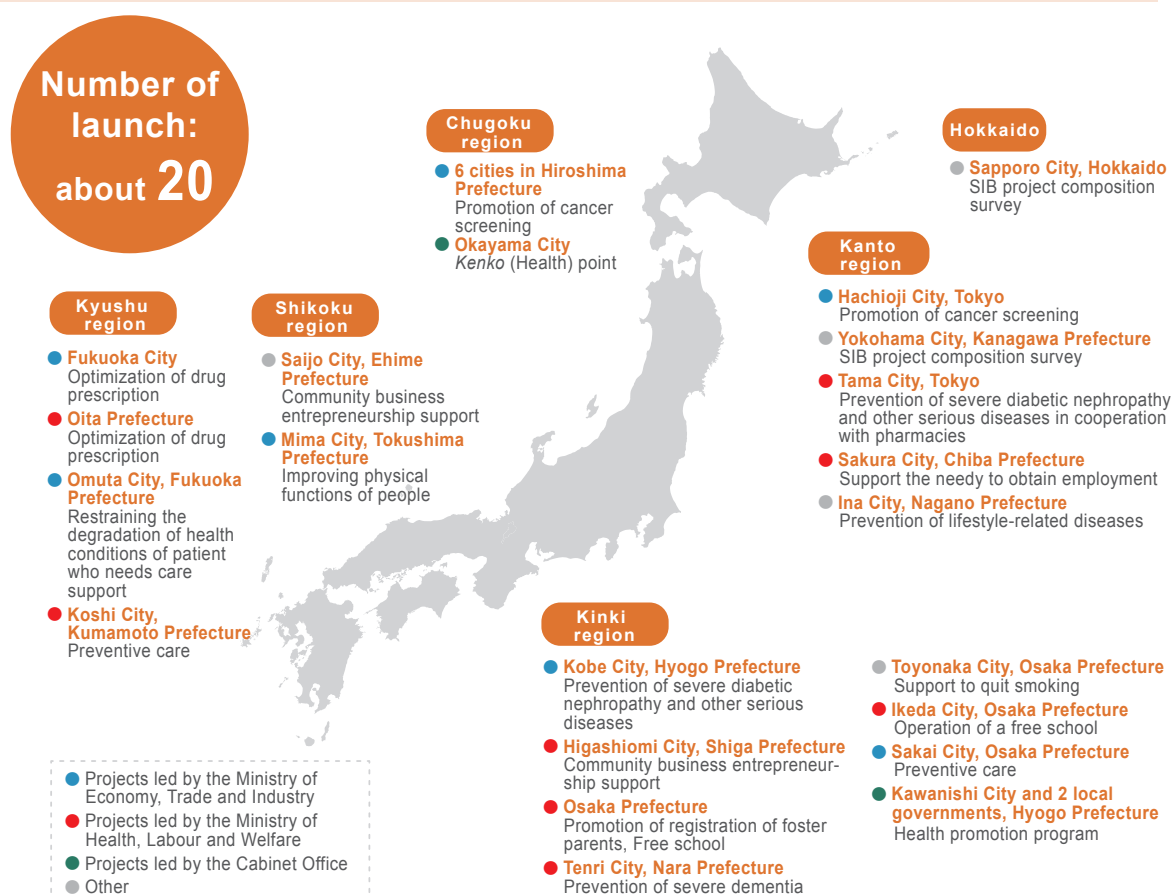 Number of
launch:
about 20
Chugoku
region
6 cities in Hiroshima
Prefecture
Promotion of cancer
screening
Okayama City
Kenko (Health) point
Hokkaido
Sapporo City, Hokkaido
SIB project composition
survey
Kanto
region
Hachioji City, Tokyo
Promotion of cancer screening
Yokohama City, Kanagawa Prefecture
SIB project composition survey
Tama City, Tokyo
Prevention of severe diabetic nephropathy
and other serious diseases in cooperation
with pharmacies
Sakura City, Chiba Prefecture
Support the needy to obtain employment
Ina City, Nagano Prefecture
Prevention of lifestyle-related diseases
Kyushu
region
Fukuoka City
Optimization of drug
prescription
Oita Prefecture
Optimization of drug
prescription
Omuta City, Fukuoka
Prefecture
Restraining the
degradation of health
conditions of patient
who needs care
support
Koshi City,
Kumamoto Prefecture
Preventive care
Shikoku
region
Saijo City, Ehime
Prefecture
Community business
entrepreneurship support
Mima City, Tokushima
Prefecture
Improving physical
functions of people
Kinki
region
Kobe City, Hyogo Prefecture
Prevention of severe diabetic
nephropathy and other serious
diseases
Higashiomi City, Shiga Prefecture
Community business entrepreneur-
ship support
Osaka Prefecture
Promotion of registration of foster
parents, Free school
Tenri City, Nara Prefecture
Prevention of severe dementia
Toyonaka City, Osaka Prefecture
Support to quit smoking
Ikeda City, Osaka Prefecture
Operation of a free school
Sakai City, Osaka Prefecture
Preventive care
Kawanishi City and 2 local
governments, Hyogo Prefecture
Health promotion program
Projects led by the Ministry of
Economy, Trade and Industry
Projects led by the Ministry of
Health, Labour and Welfare
Projects led by the Cabinet Office
Other